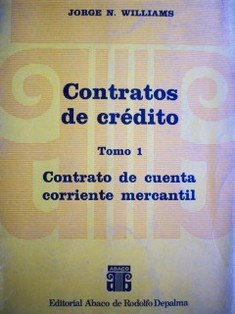 JORGE N. WILLIAMS
Contratos
de crédito
Tomo 1
Contrato de cuenta
corriente mercantil
ABACO
Editorial Abaco de Rodolfo Depalma